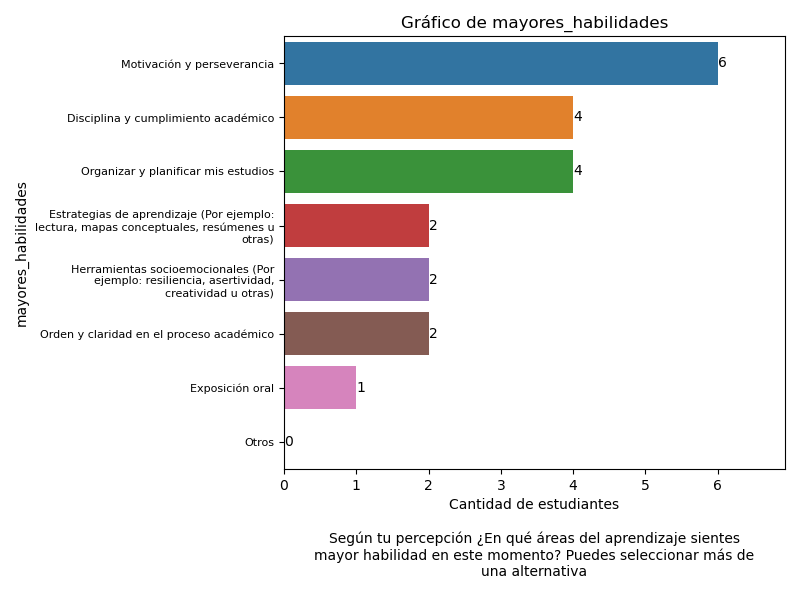 Gráfico de mayores_habilidades
mayores_habilidades
Motivación y perseverancia
6
Disciplina y cumplimiento académico
4
Organizar y planificar mis estudios
4
Estrategias de aprendizaje (Por ejemplo:
lectura, mapas conceptuales, resúmenes u
otras)
2
Herramientas socioemocionales (Por
ejemplo: resiliencia, asertividad,
creatividad u otras)
2
Orden y claridad en el proceso académico
2
Exposición oral
1
Otros
0
0 1 2 3 4 5 6
Cantidad de estudiantes
Según tu percepción ¿En qué áreas del aprendizaje sientes
mayor habilidad en este momento? Puedes seleccionar más de
una alternativa